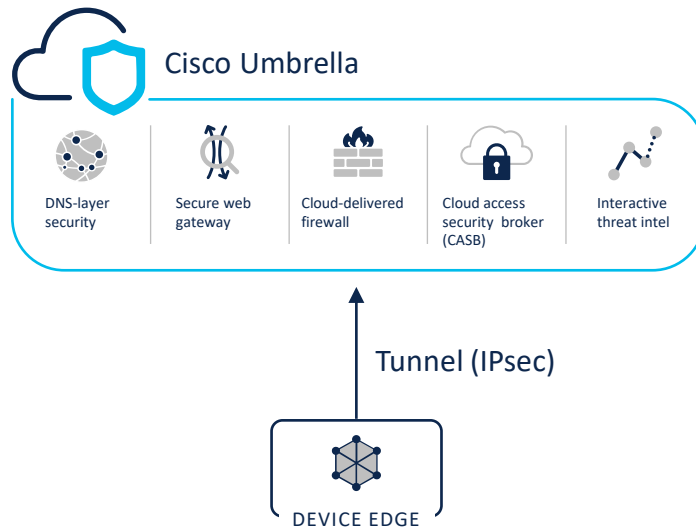 Cisco Umbrella
DNS-layer
security
Secure web
gateway
Cloud-delivered
firewall
Cloud access
security broker
(CASB)
Interactive
threat intel
Tunnel (IPsec)
DEVICE EDGE